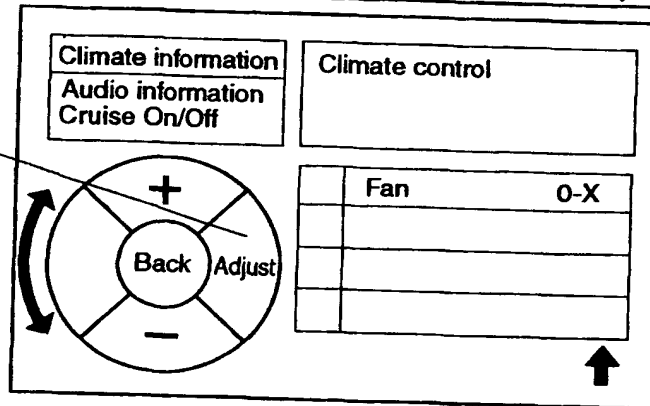 Climate information
Audio information
Cruise On/Off
Climate control
+
Back
Adjust
−
Fan 0-X